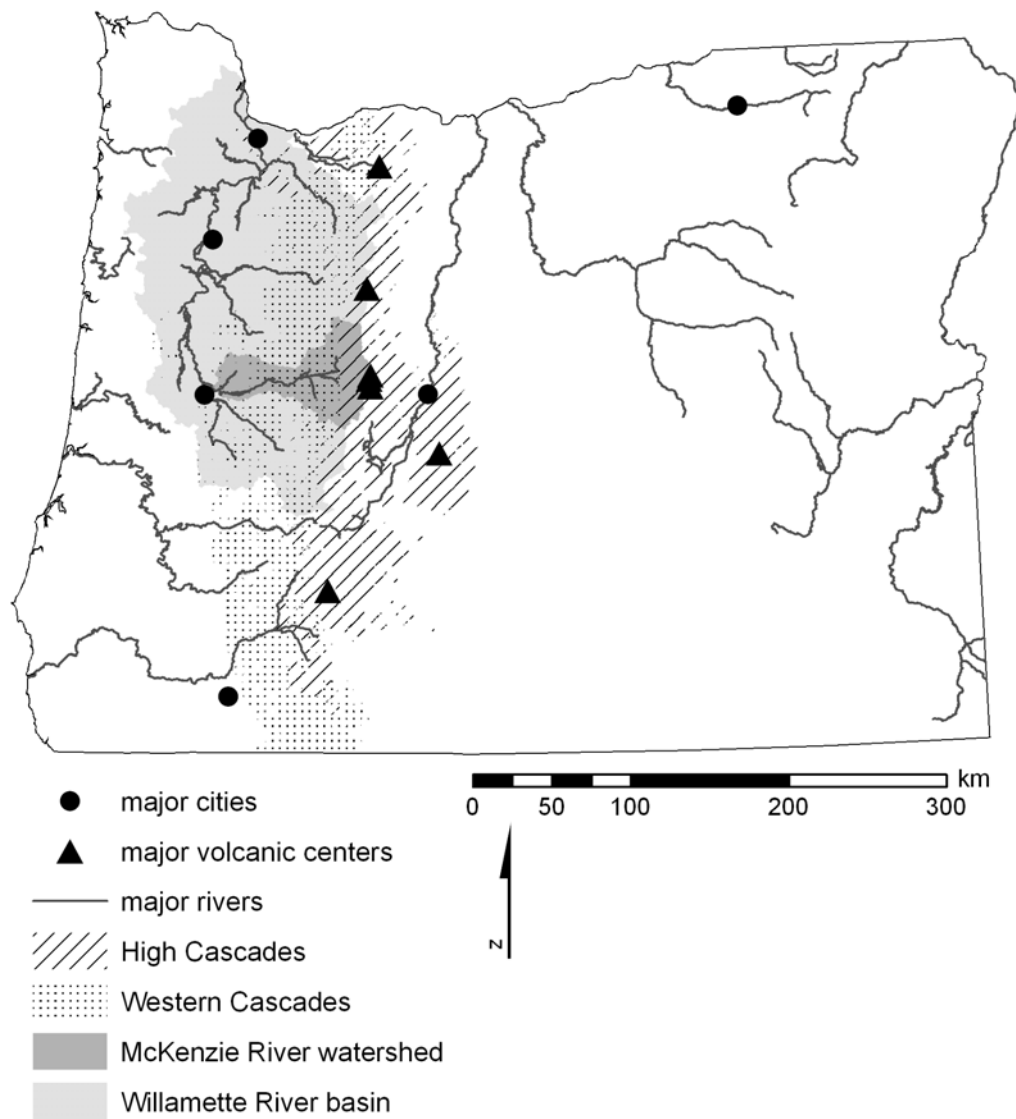 km
0 50 100 200 300
major cities
major volcanic centers
major rivers
High Cascades
Western Cascades
McKenzie River watershed
Willamette River basin
N